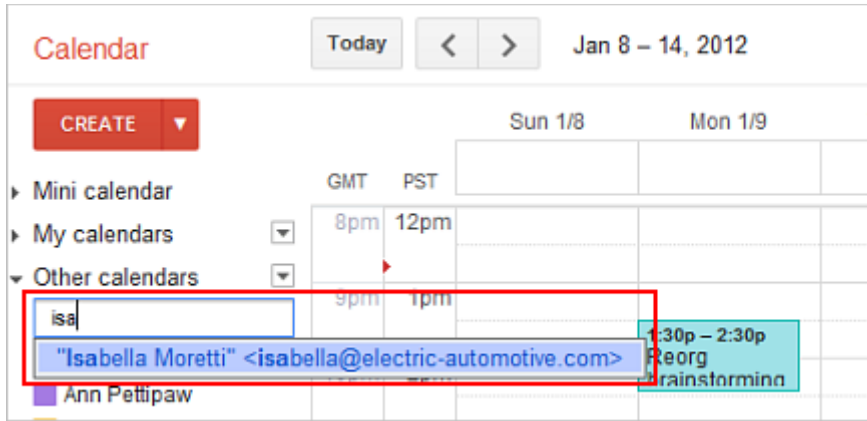 Calendar
Today
Jan 8 – 14, 2012
CREATE
Sun 1/8
Mon 1/9
Mini calendar
GMT
PST
My calendars
8pm
12pm
Other calendars
isa
9pm
1pm
"Isabella Moretti" <isabella@electric-automotive.com>
1:30p – 2:30p
Reorg
brainstorming
Ann Pettipaw